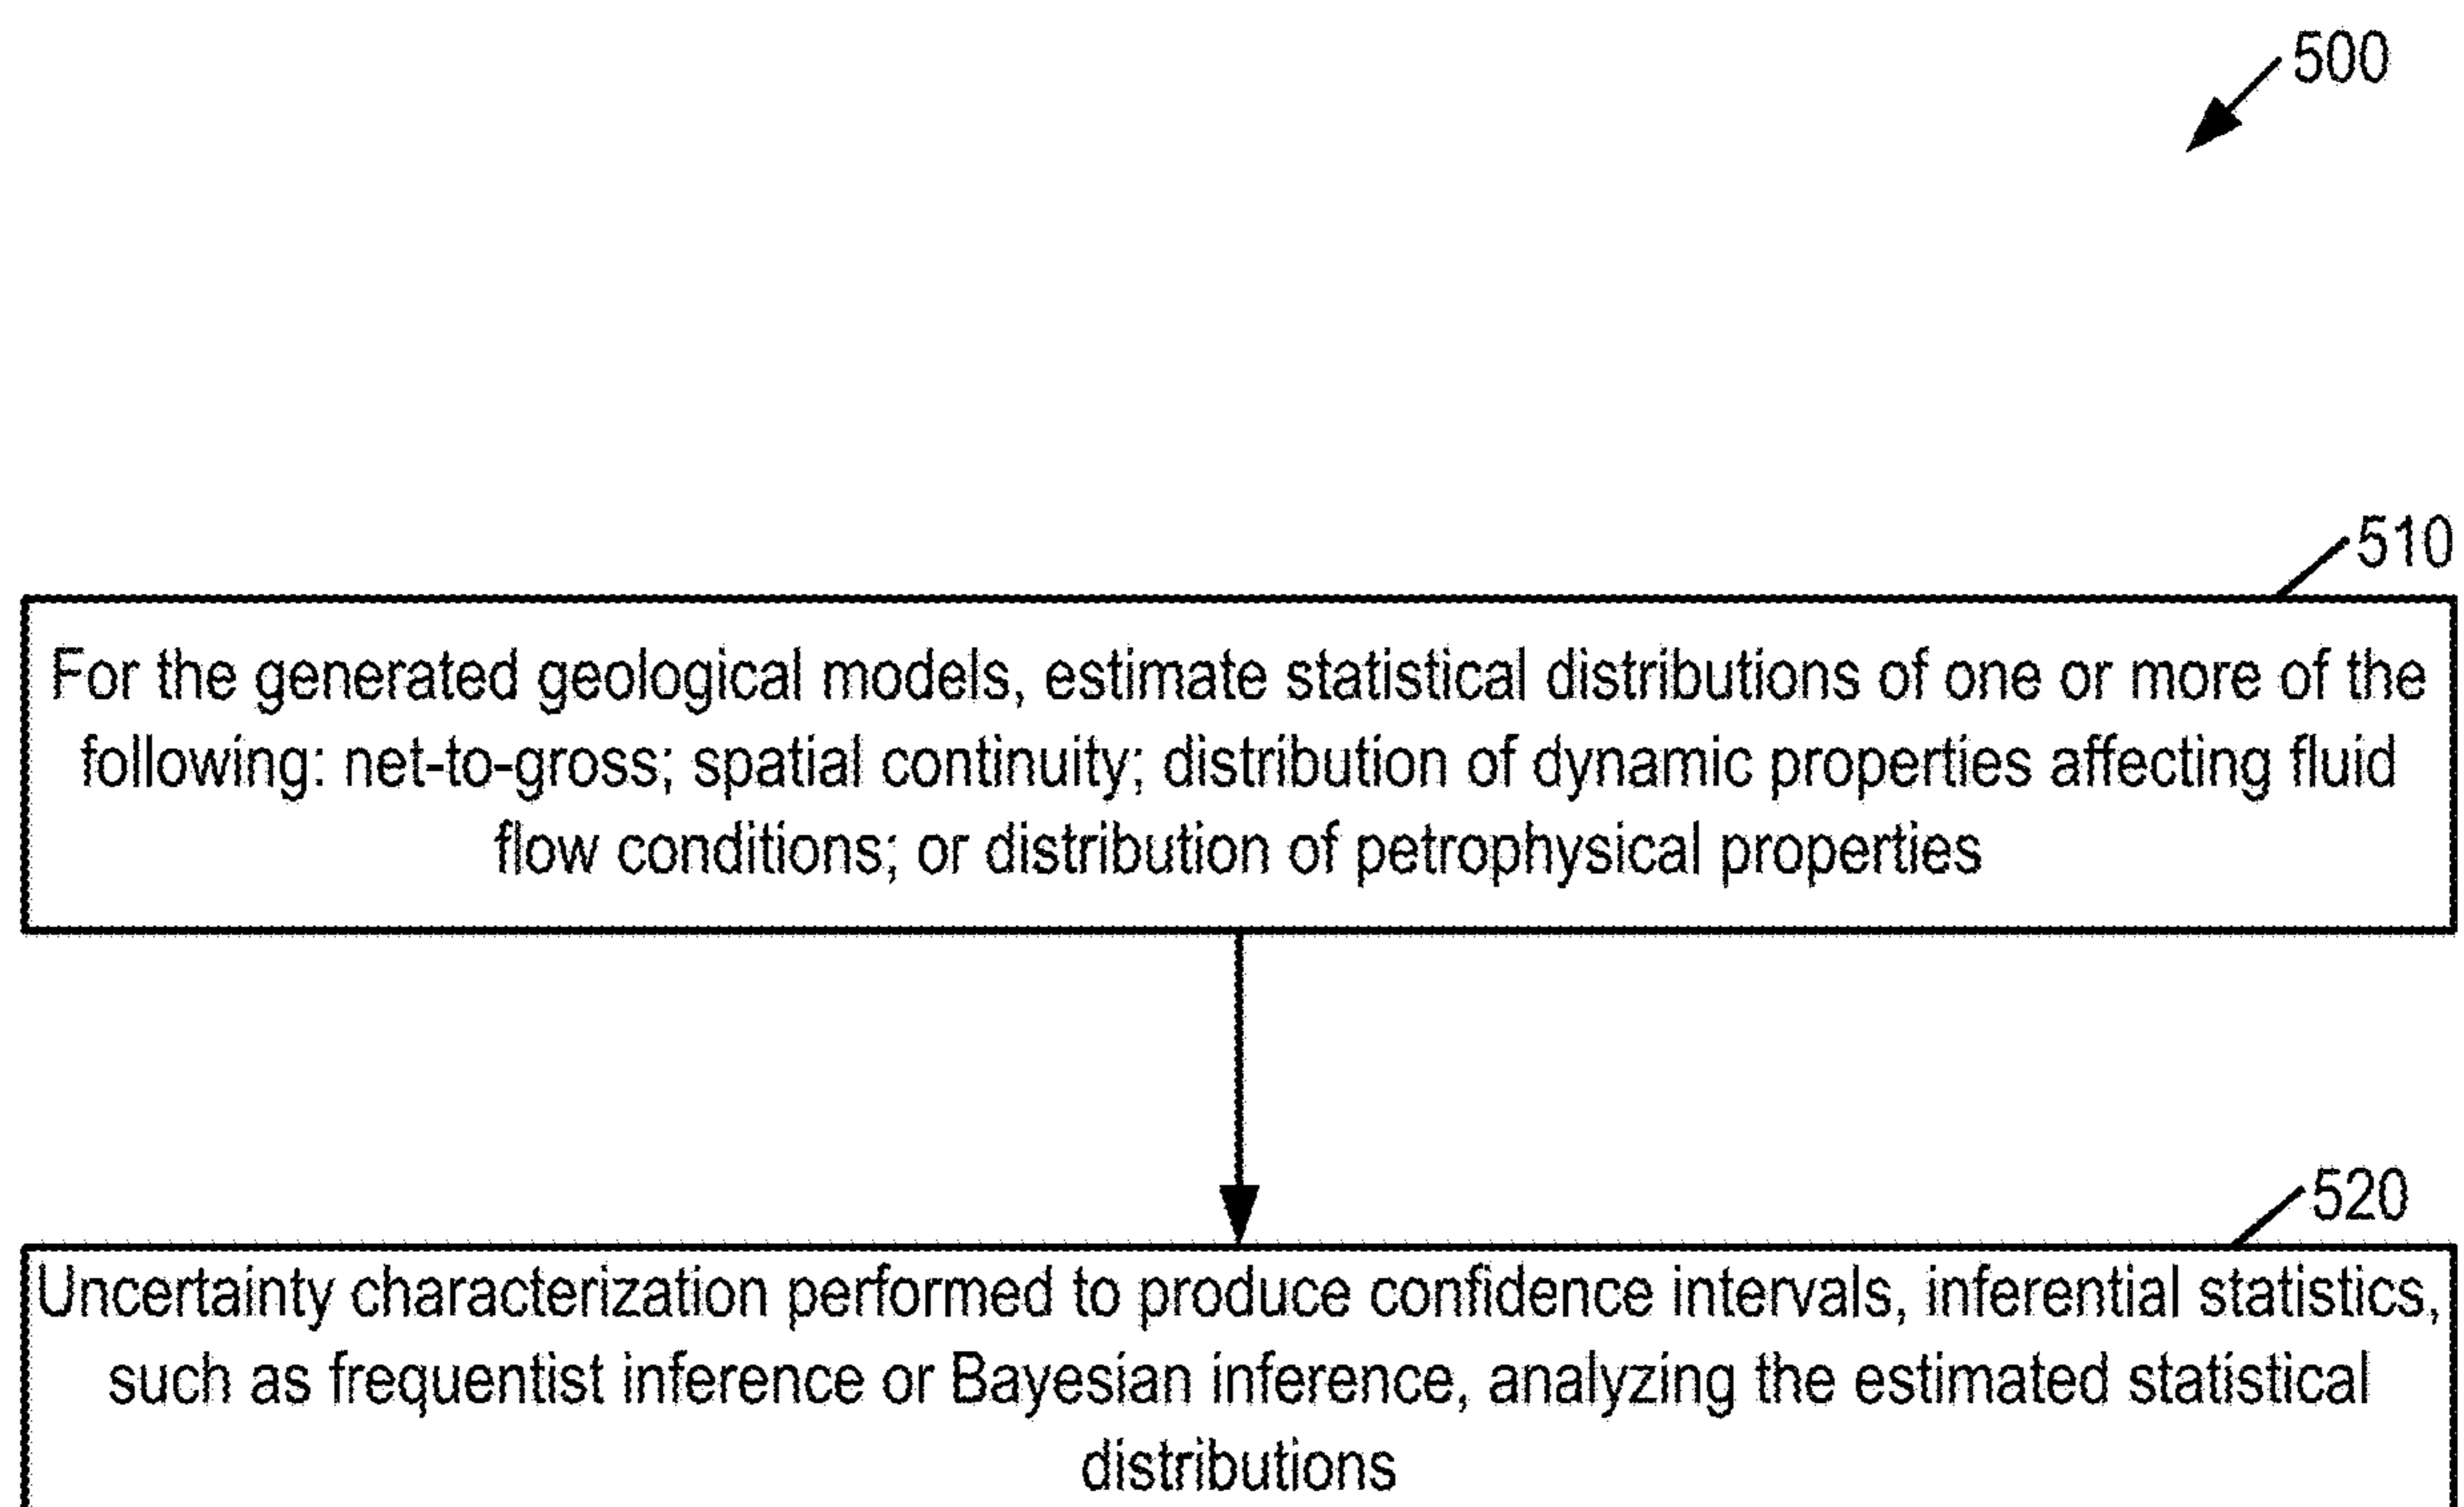 500
510
For the generated geological models, estimate statistical distributions of one or more of the
following: net-to-gross; spatial continuity; distribution of dynamic properties affecting fluid
flow conditions; or distribution of petrophysical properties
520
Uncertainty characterization performed to produce confidence intervals, inferential statistics,
such as frequentist inference or Bayesian inference, analyzing the estimated statistical
distributions